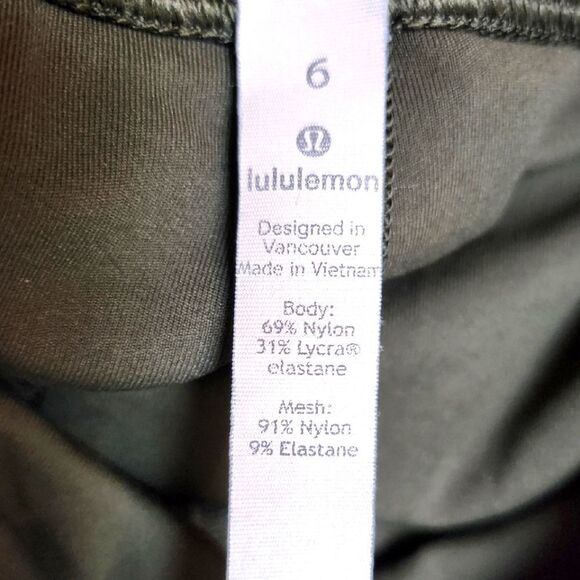 6
lululemon
Designed in
Vancouver
Made in Vietnam
Body:
69% Nylon
31% Lycra®
elastane
Mesh:
91% Nylon
9% Elastane